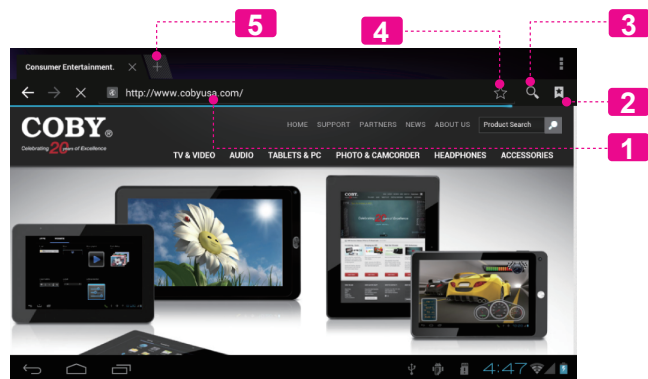 5
4
3
Consumer Entertainment.
http://www.cobyusa.com/
2
COBY®
HOME SUPPORT PARTNERS NEWS ABOUT US Product Search
Celebrating 20 years of Excellence
1
TV & VIDEO AUDIO TABLETS & PC PHOTO & CAMCORDER HEADPHONES ACCESSORIES
COBY
4:47